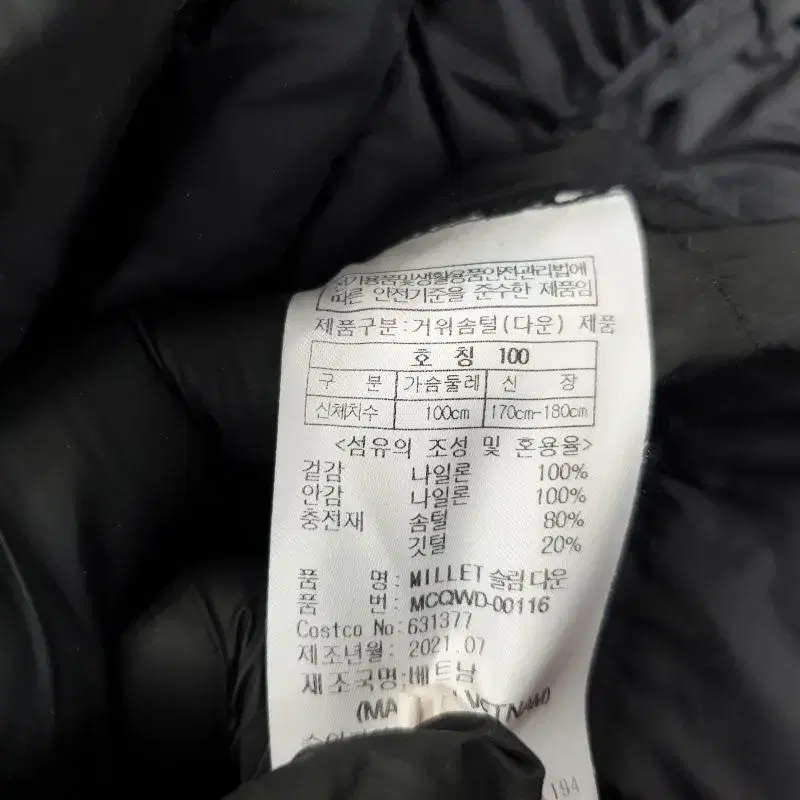 기용품및생활용품안전관리법에
따른 안전기준을 준수한 제품임
제품구분:거위솜털(다운) 제품
호 칭 100
구 분 가슴둘레 신 장
신체치수 100cm 170cm-180cm
<섬유의 조성 및 혼용율>
겉감 나일론 100%
안감 나일론 100%
충전재 솜털 80%
깃털 20%
품 명: MILLET 슬림다운
품 번: MCQWD-00116
Costco No:631377
제조년월: 2021.07
제조국명:베트남
194